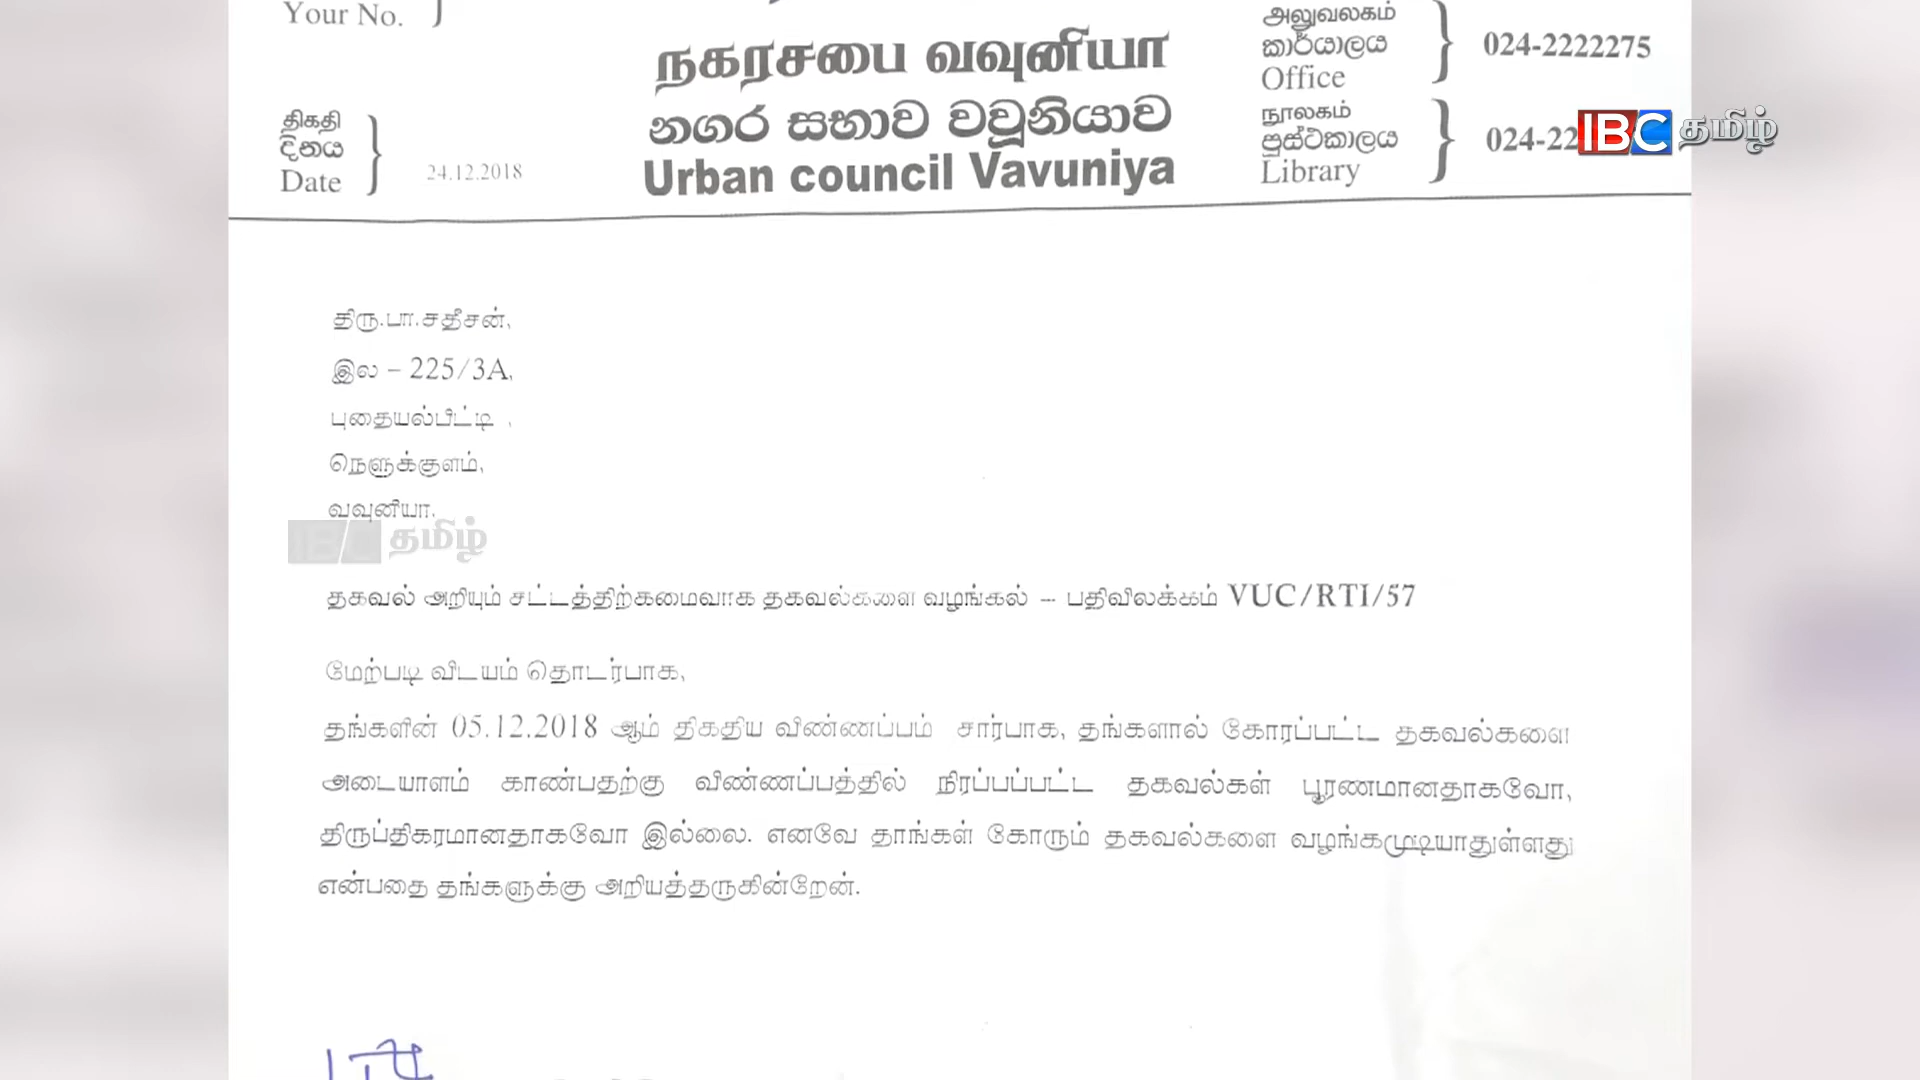 Your No.
நகரசபை வவுனியா
නගර සභාව වවුනියාව
Urban council Vavuniya
திகதி
දිනය
Date
24.12.2018
அலுவலகம்
කාර්යාලය
Office
024-2222275
நூலகம்
පුස්ථකාලය
Library
024-22
IBC தமிழ்
திரு.பா.சதீசன்,
இல – 225/3A,
புதையல்பிட்டி ,
நெளுக்குளம்,
வவுனியா.
IBC தமிழ்
தகவல் அறியும் சட்டத்திற்கமைவாக தகவல்களை வழங்கல் – பதிவிலக்கம் VUC/RTI/57
மேற்படி விடயம் தொடர்பாக,
தங்களின் 05.12.2018 ஆம் திகதிய விண்ணப்பம் சார்பாக, தங்களால் கோரப்பட்ட தகவல்களை
அடையாளம் காண்பதற்கு விண்ணப்பத்தில் நிரப்பப்பட்ட தகவல்கள் பூரணமானதாகவோ,
திருப்திகரமானதாகவோ இல்லை. எனவே தாங்கள் கோரும் தகவல்களை வழங்கமுடியாதுள்ளது
என்பதை தங்களுக்கு அறியத்தருகின்றேன்.